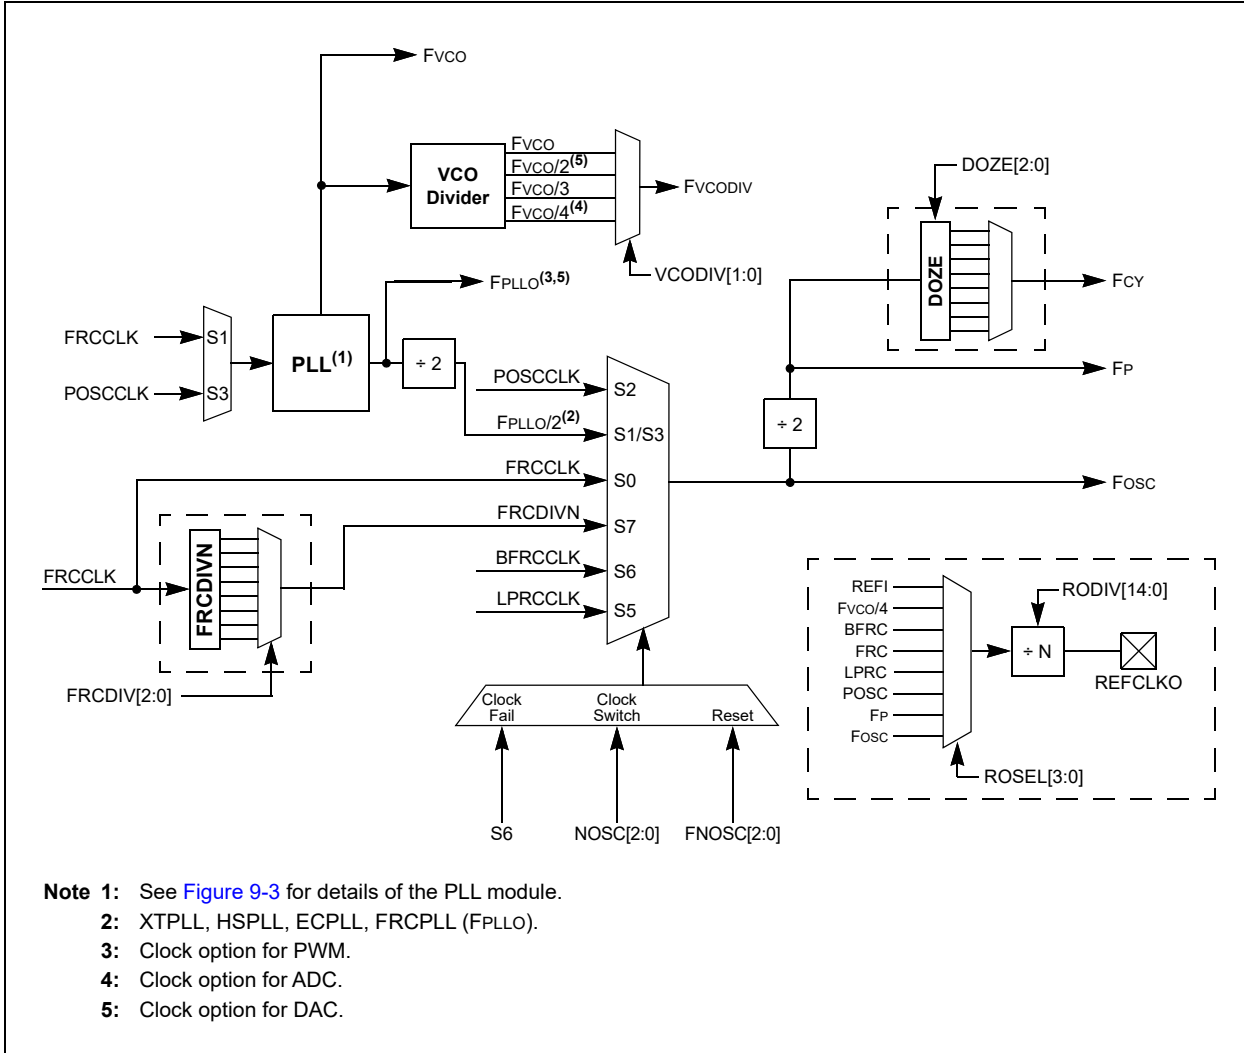 FVCO
VCO
Divider
FVCO
FVCO/2(5)
FVCO/3
FVCO/4(4)
FVCODIV
VCODIV[1:0]
DOZE[2:0]
DOZE
FCY
FPLLO(3,5)
FRCCLK
S1
POSCCLK
S3
PLL(1)
÷ 2
POSCCLK
S2
FPLLO/2(2)
S1/S3
FRCCLK
S0
FRCDIVN
S7
BFRCCLK
S6
LPRCCLK
S5
FP
÷ 2
FOSC
FRCCLK
FRCDIVN
FRCDIV[2:0]
Clock
Fail
Clock
Switch
Reset
S6
NOSC[2:0]
FNOSC[2:0]
REFI
FVCO/4
BFRC
FRC
LPRC
POSC
FP
FOSC
RODIV[14:0]
÷ N
REFCLKO
ROSEL[3:0]
Note 1: See Figure 9-3 for details of the PLL module.
2: XTPLL, HSPLL, ECPLL, FRCPLL (FPLLO).
3: Clock option for PWM.
4: Clock option for ADC.
5: Clock option for DAC.